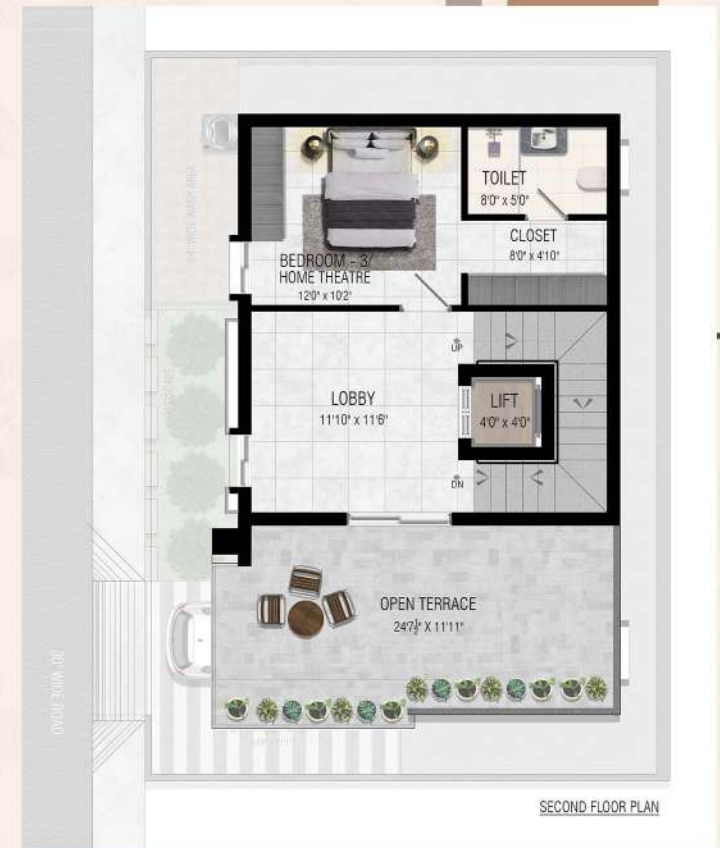 TOILET
8'0" x 5'0"
CLOSET
8'0" x 4'10"
BEDROOM - 3/
HOME THEATRE
12'0" x 10'2"
UP
LOBBY
11'10" x 11'6"
LIFT
4'0" x 4'0"
DN
OPEN TERRACE
24'7½" X 11'11"
30' WIDE ROAD
SECOND FLOOR PLAN